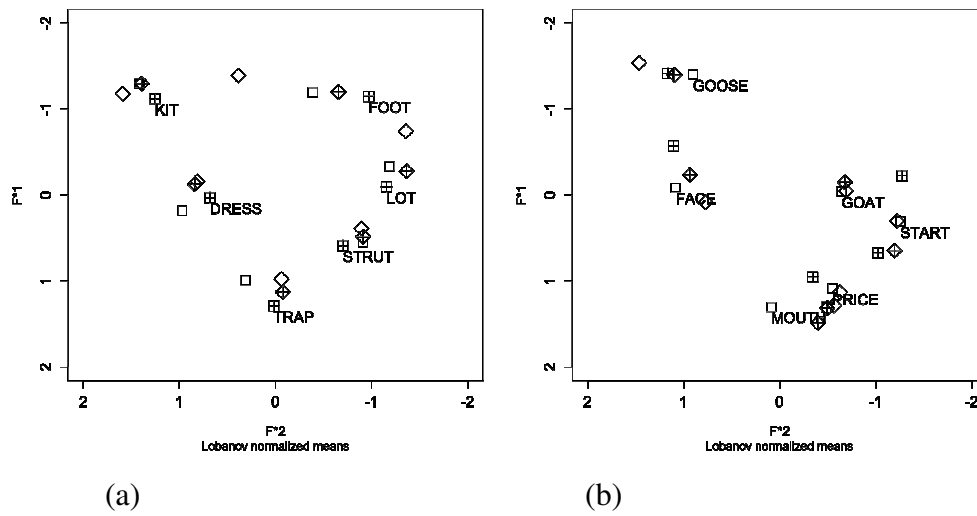 -2
-1
0
1
2
F*1
KIT
FOOT
DRESS
LOT
STRUT
TRAP
2 1 0 -1 -2
F*2
Lobanov normalized means
(a)
-2
-1
0
1
2
F*1
GOOSE
FACE
GOAT
START
PRICE
MOUTH
2 1 0 -1 -2
F*2
Lobanov normalized means
(b)